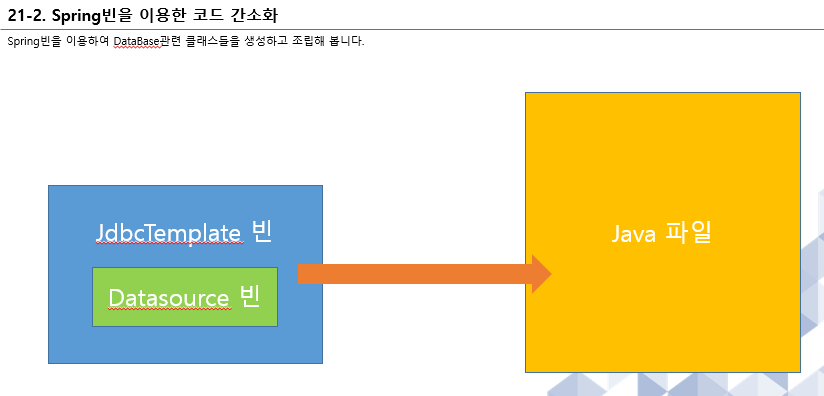 21-2. Spring빈을 이용한 코드 간소화
Spring빈을 이용하여 DataBase관련 클래스들을 생성하고 조립해 봅니다.
JdbcTemplate 빈
Datasource 빈
Java 파일